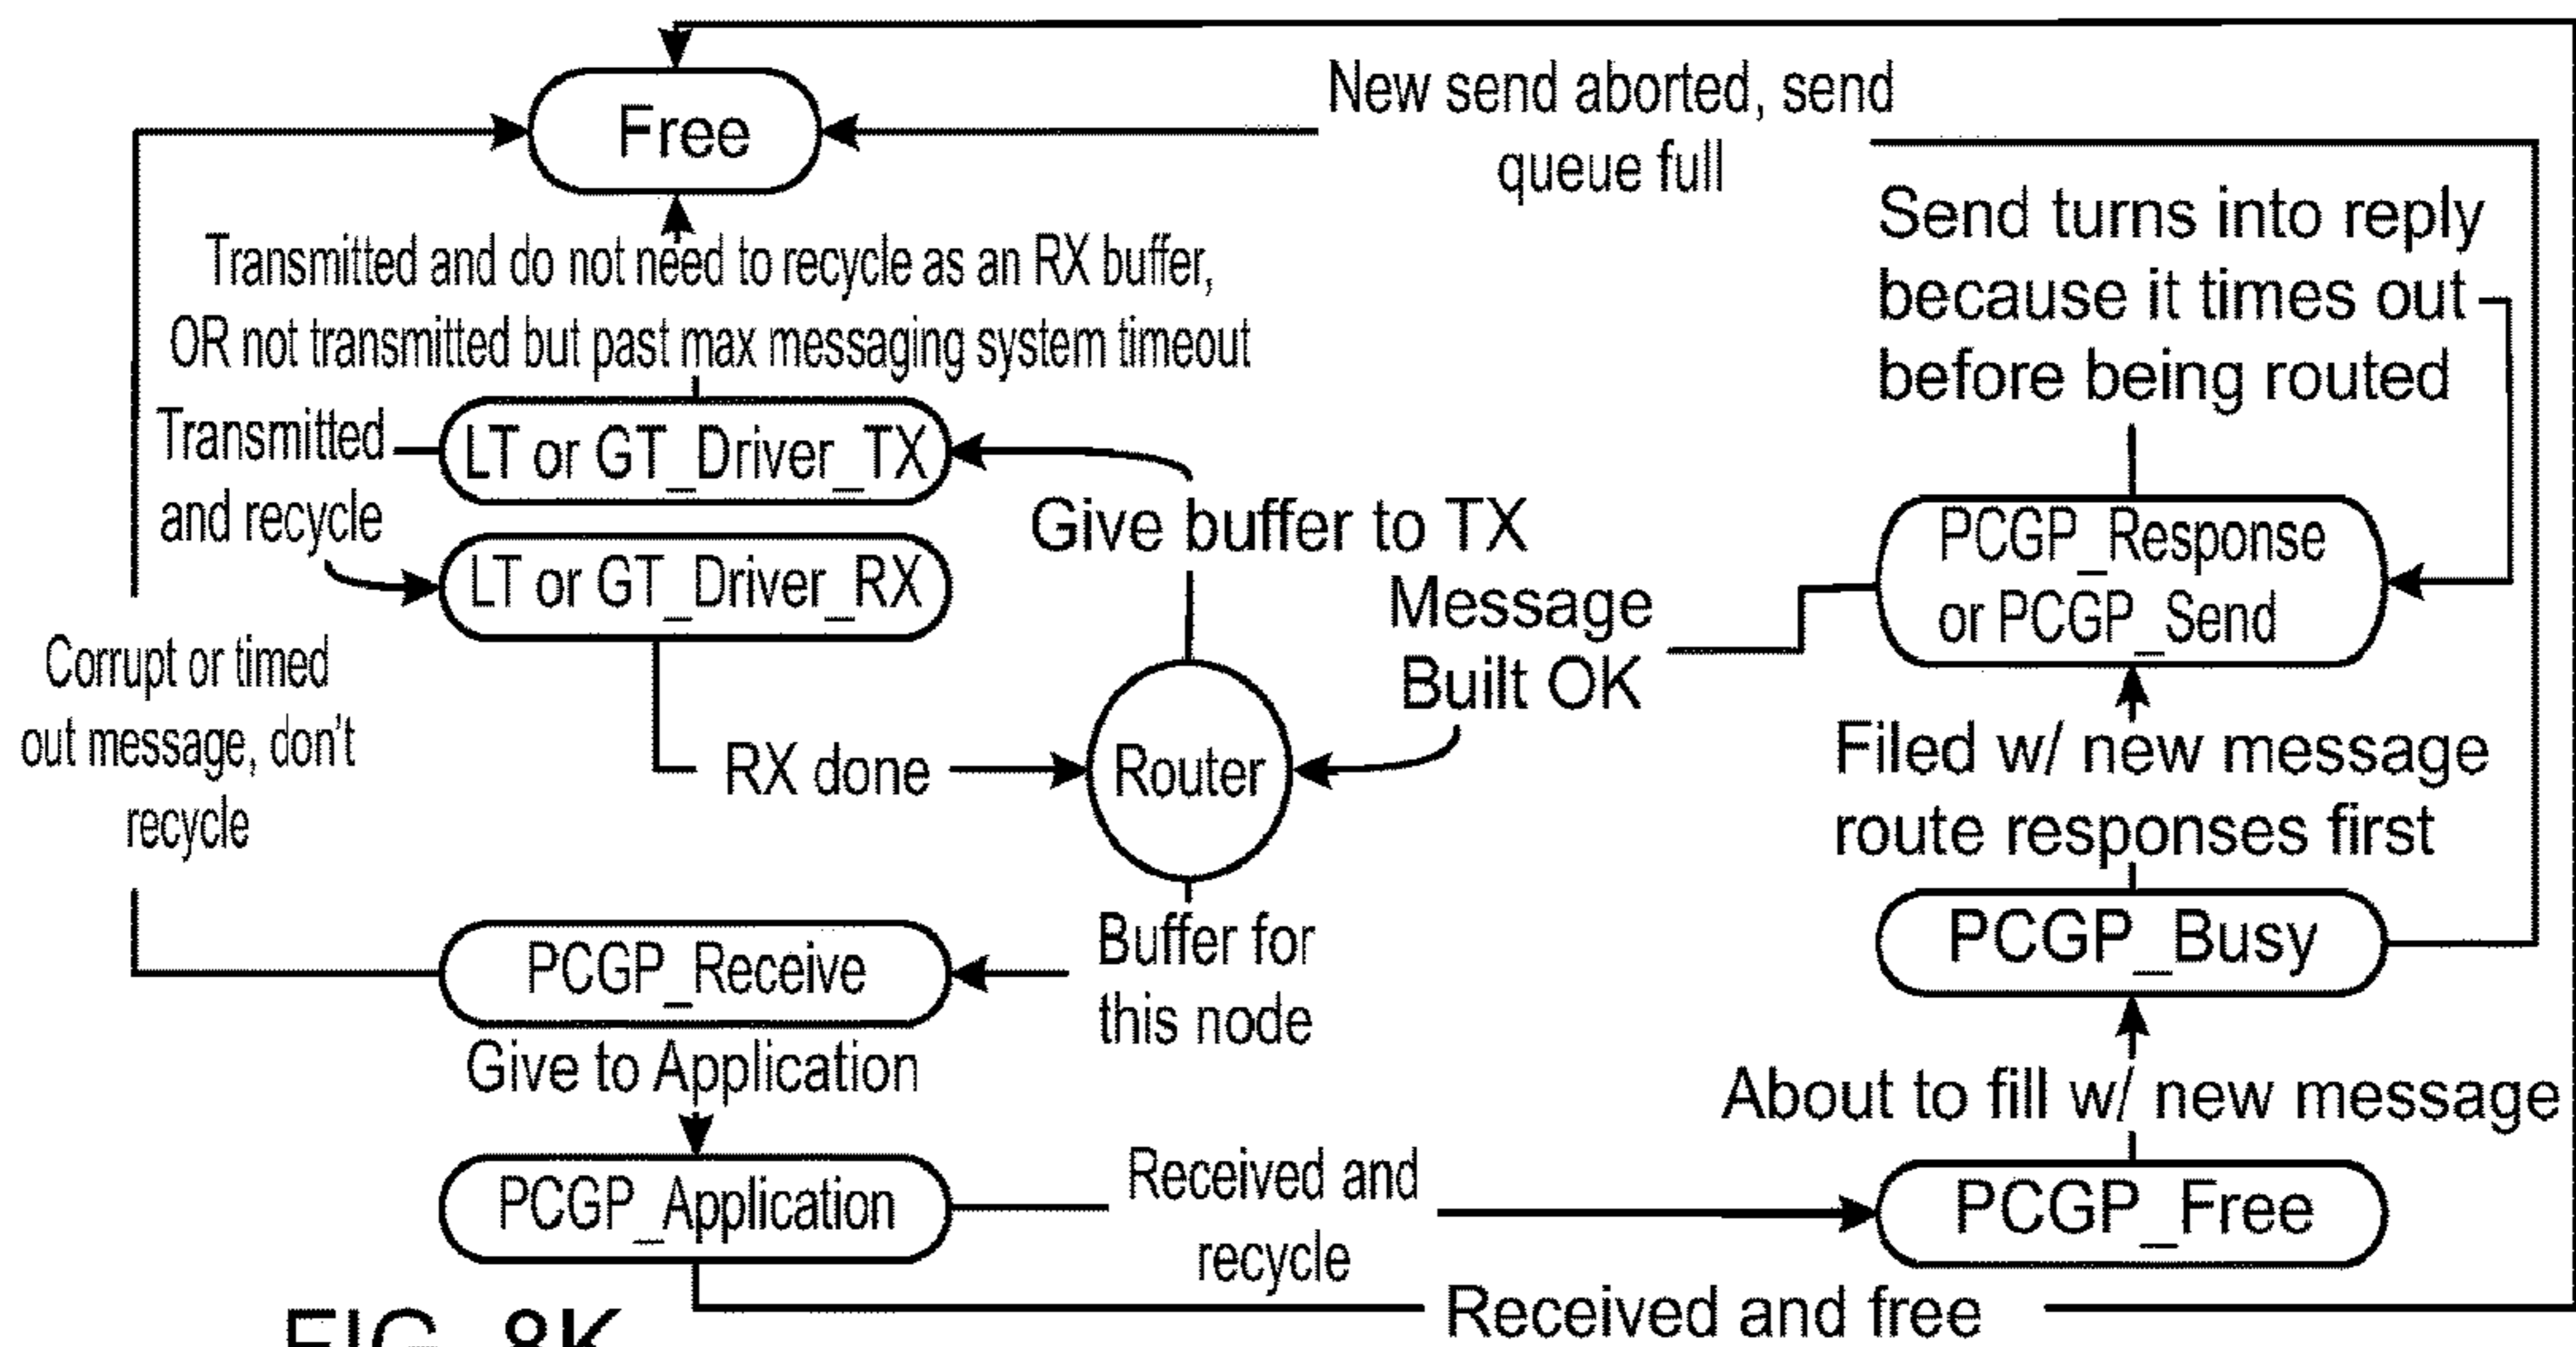 Free
New send aborted, send
queue full
Transmitted and do not need to recycle as an RX buffer,
OR not transmitted but past max messaging system timeout
Send turns into reply
because it times out
before being routed
Transmitted
and recycle
LT or GT_Driver_TX
LT or GT_Driver_RX
Give buffer to TX
Message
Built OK
PCGP_Response
or PCGP_Send
Corrupt or timed
out message, don't
recycle
RX done
Router
Filed w/ new message
route responses first
PCGP_Receive
Buffer for
this node
PCGP_Busy
Give to Application
About to fill w/ new message
PCGP_Application
Received and
recycle
PCGP_Free
Received and free
FIG. 8K